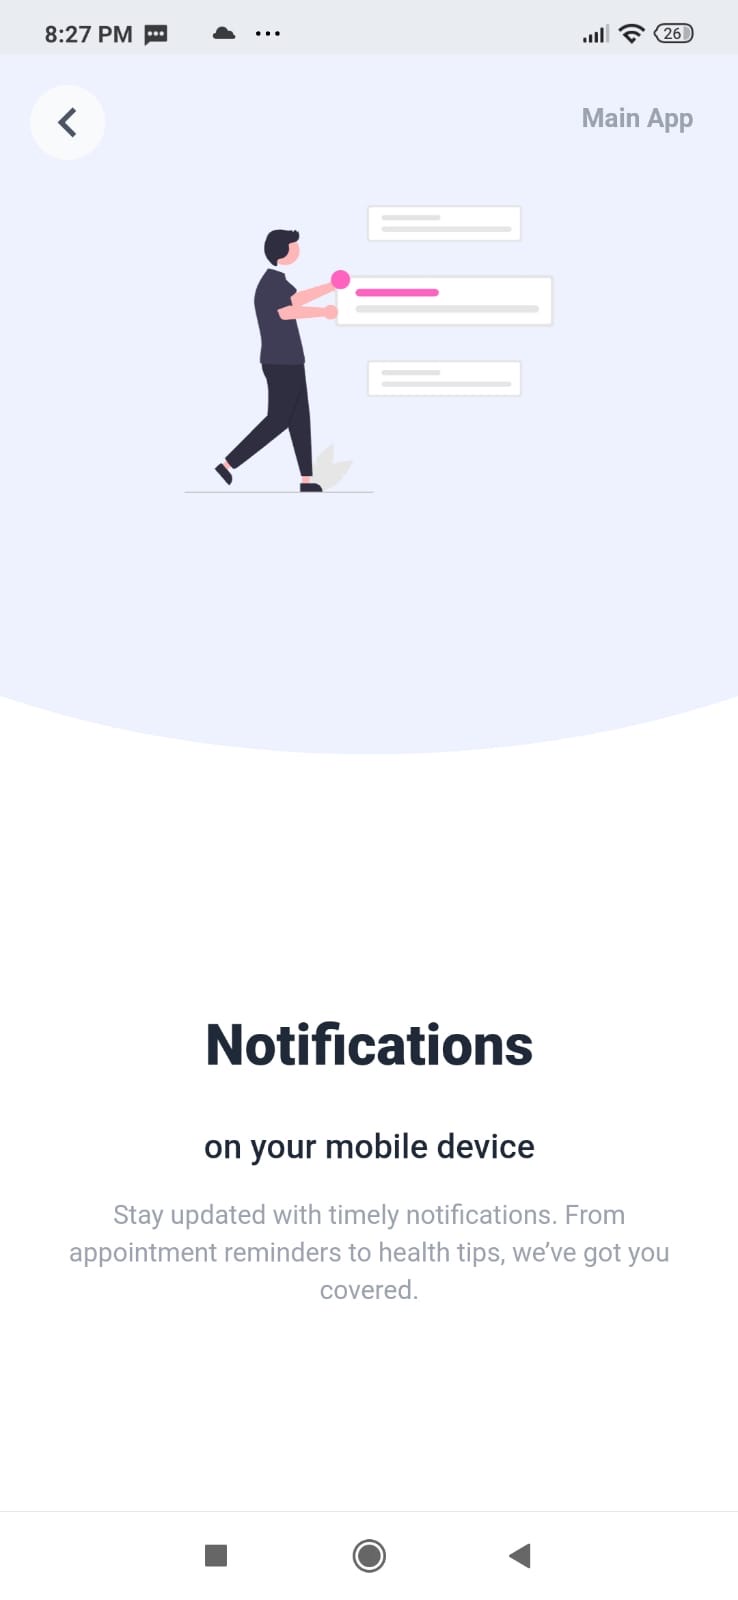 8:27 PM
26
Main App
Notifications
on your mobile device
Stay updated with timely notifications. From
appointment reminders to health tips, we’ve got you
covered.